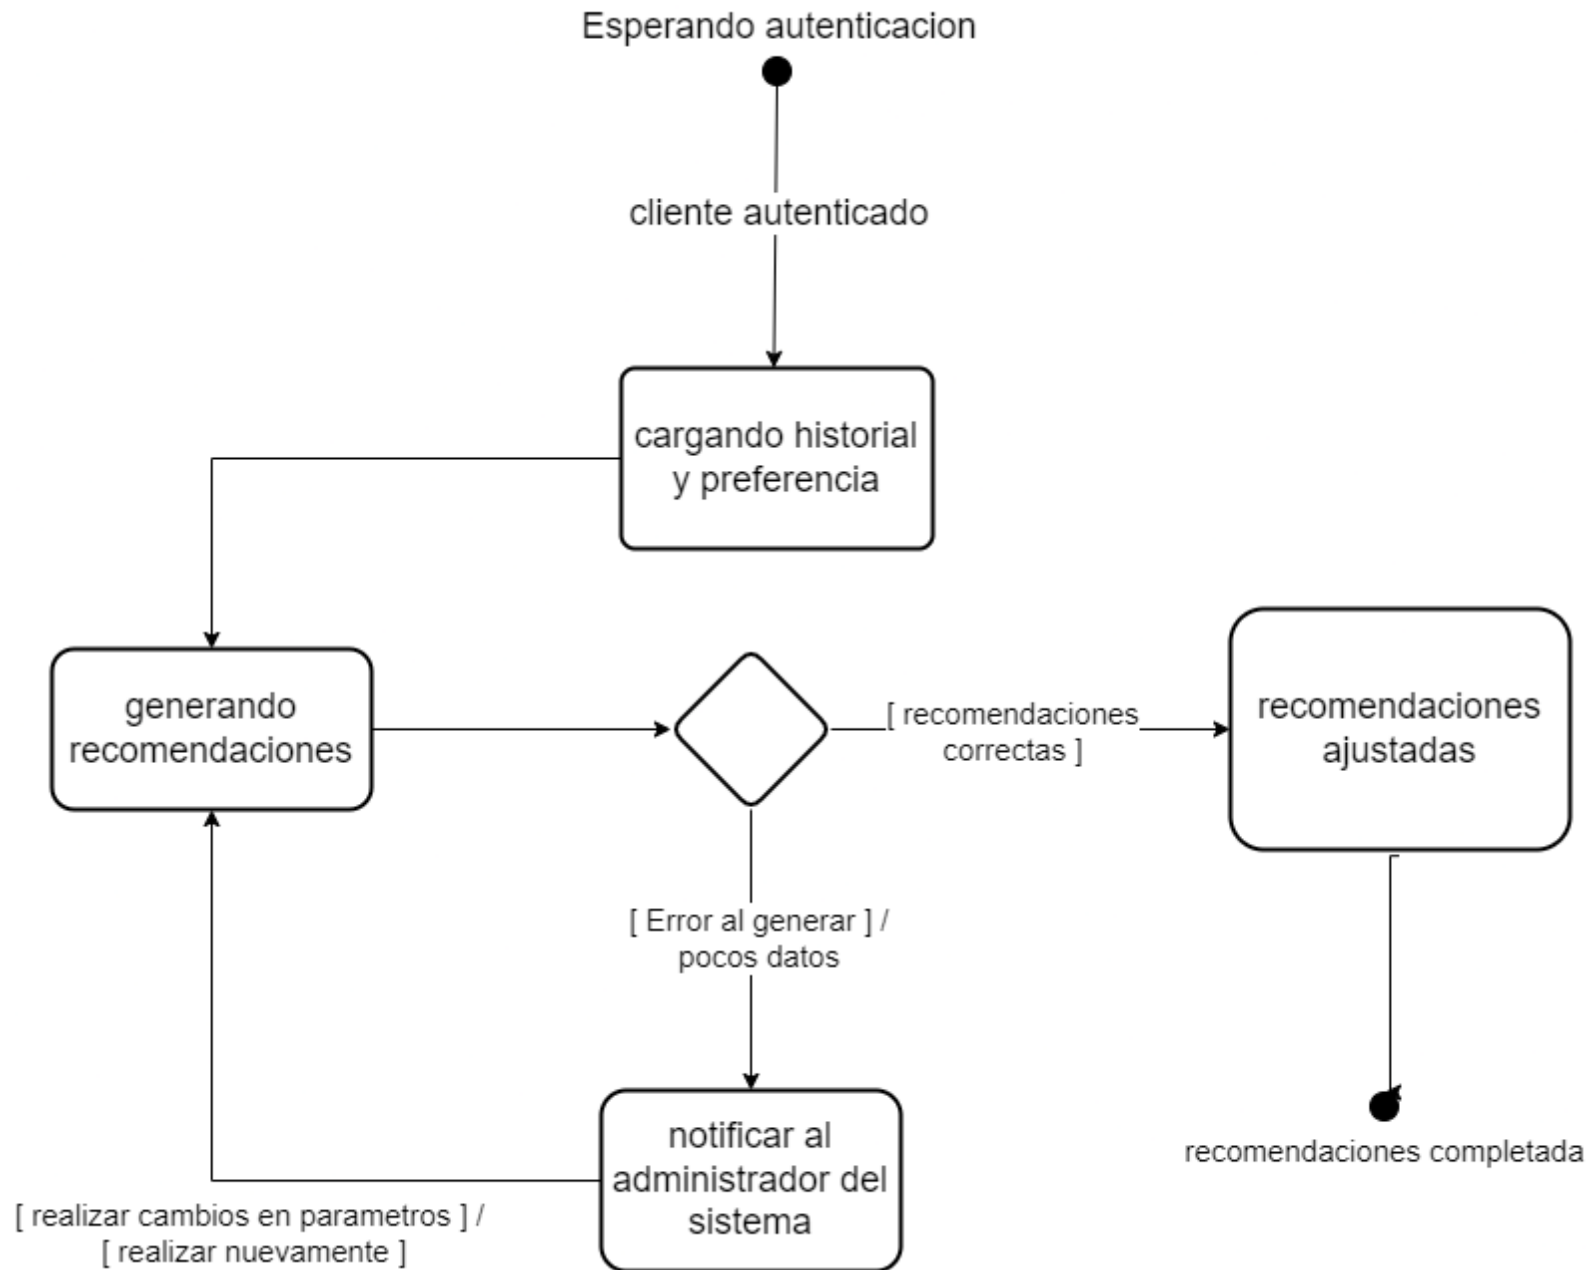 Esperando autenticacion
cliente autenticado
cargando historial
y preferencia
generando
recomendaciones
[ recomendaciones
correctas ]
recomendaciones
ajustadas
[ Error al generar ] /
pocos datos
notificar al
administrador del
sistema
recomendaciones completada
[ realizar cambios en parametros ] /
[ realizar nuevamente ]